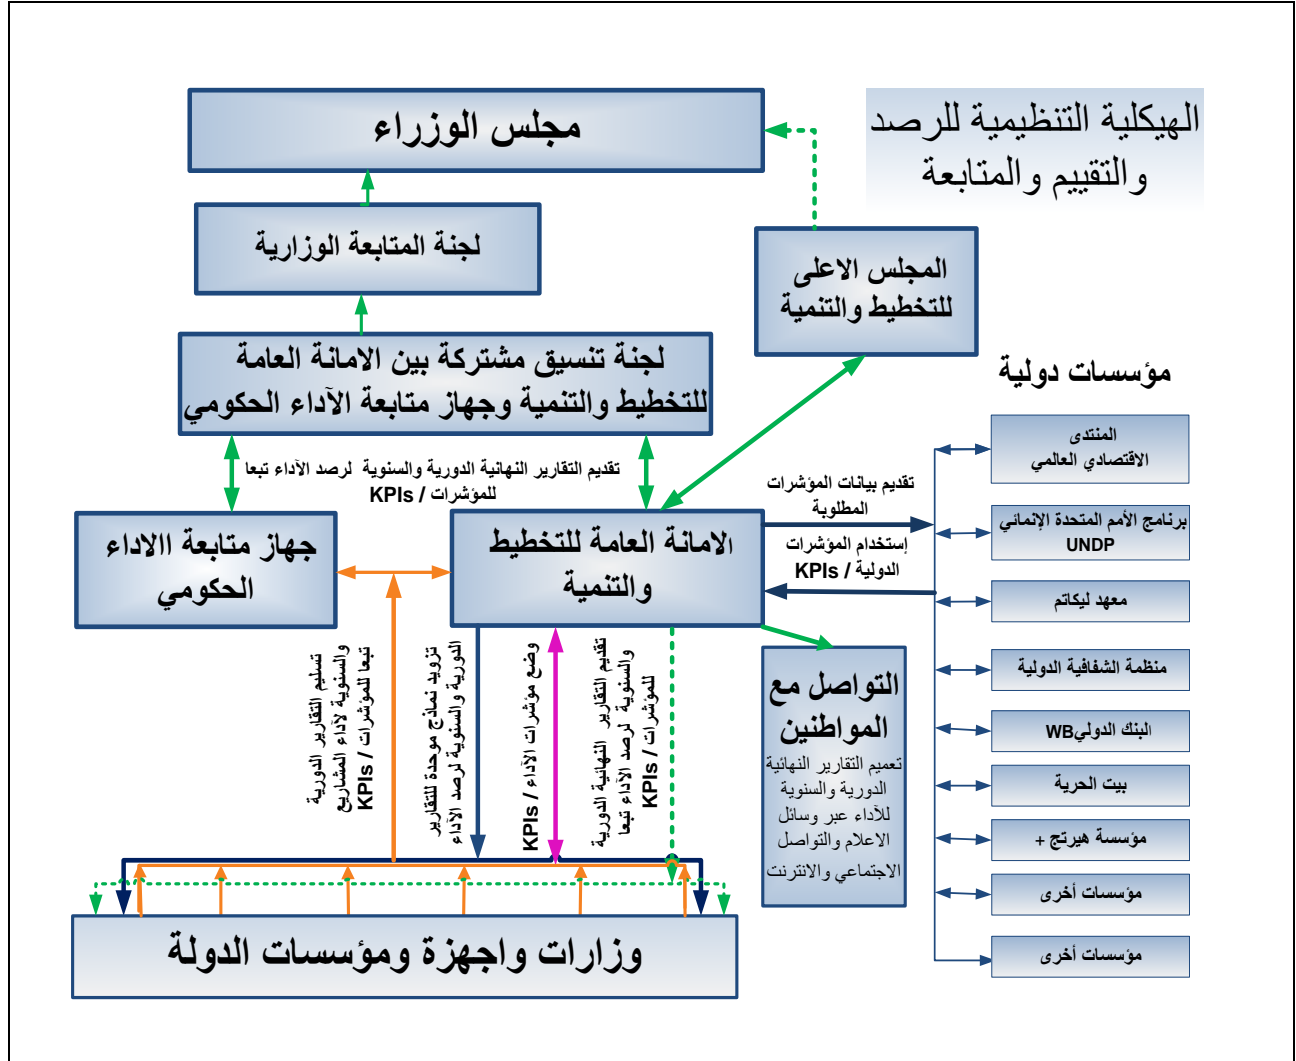 الهيكلية التنظيمية للرصد
والتقييم والمتابعة
مجلس الوزراء
لجنة المتابعة الوزارية
المجلس الاعلى
للتخطيط والتنمية
لجنة تنسيق مشتركة بين الامانة العامة
للتخطيط والتنمية وجهاز متابعة الآداء الحكومي
تقديم التقارير النهائية الدورية والسنوية لرصد الآداء تبعا
للمؤشرات / KPIs
جهاز متابعة االاداء
الحكومي
الامانة العامة للتخطيط
والتنمية
تقديم بيانات المؤشرات
المطلوبة
إستخدام المؤشرات
الدولية / KPIs
مؤسسات دولية
المنتدى
الاقتصادي العالمي
برنامج الأمم المتحدة الإنمائي
UNDP
معهد ليكاتم
منظمة الشفافية الدولية
البنك الدوليWB
بيت الحرية
مؤسسة هيرتج +
مؤسسات أخرى
مؤسسات أخرى
تسليم التقارير الدورية
والسنوية لآداء المشاريع
تبعا للمؤشرات / KPIs
تزويد نماذج موحدة للتقارير
الدورية والسنوية لرصد الآداء
وضع مؤشرات الآداء / KPIs
تقديم التقارير النهائية الدورية
والسنوية لرصد الآداء تبعا
للمؤشرات / KPIs
التواصل مع
المواطنين
تعميم التقارير النهائية
الدورية والسنوية
للآداء عبر وسائل
الاعلام والتواصل
الاجتماعي والانترنت
وزارات واجهزة ومؤسسات الدولة